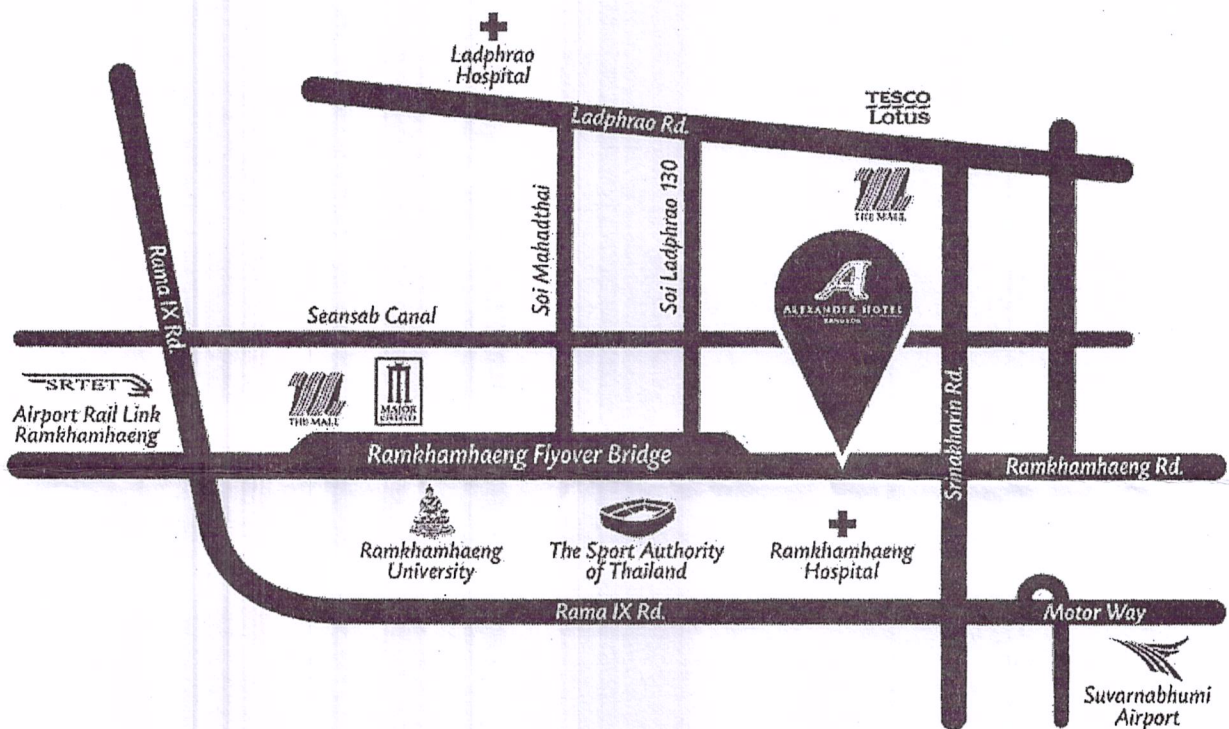 Ladphrao
Hospital
Ladphrao Rd.
TESCO
Lotus
THE MALL
Soi Mahadthai
Soi Ladphrao 130
Rama IX Rd.
A
ALEXANDER HOTEL
BANGKOK
Seansab Canal
SRTET
Airport Rail Link
Ramkhamhaeng
THE MALL
MAJOR
Ramkhamhaeng Flyover Bridge
Srinakharin Rd.
Ramkhamhaeng Rd.
Ramkhamhaeng
University
The Sport Authority
of Thailand
Ramkhamhaeng
Hospital
Rama IX Rd.
Motor Way
Suvarnabhumi
Airport